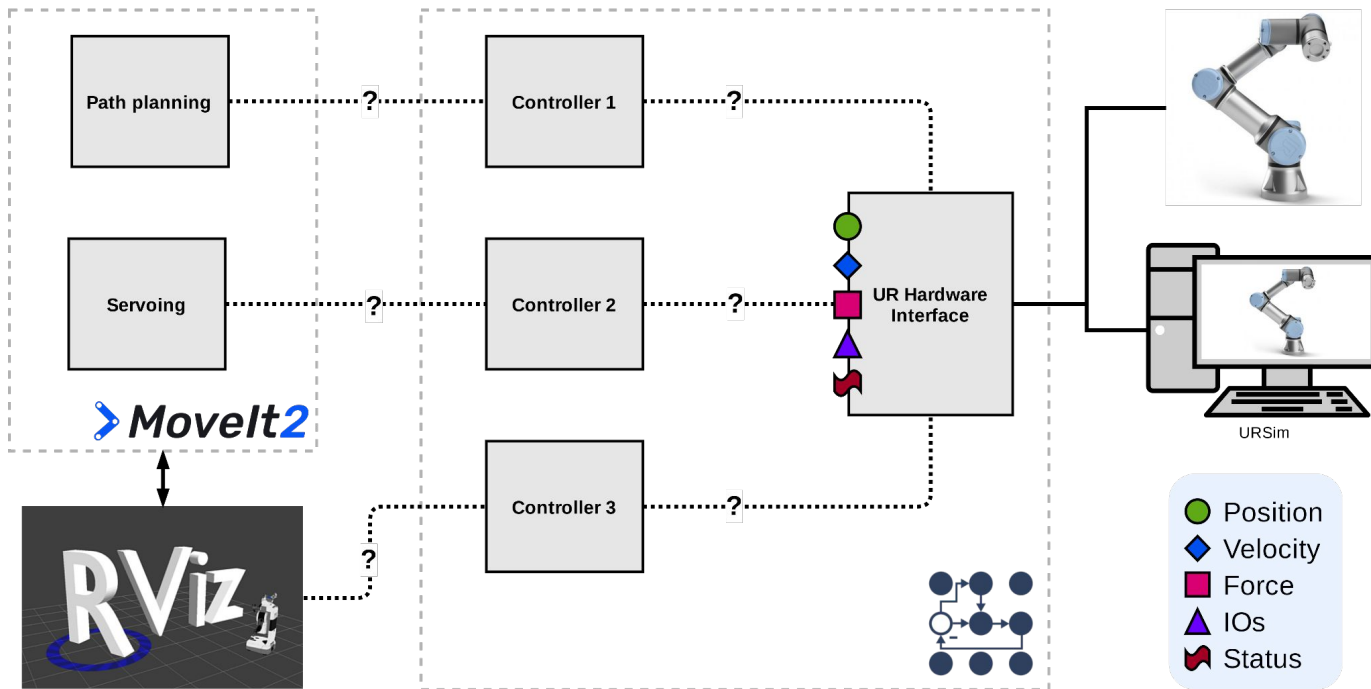 Path planning
?
Controller 1
?
Servoing
?
Controller 2
?
UR Hardware
Interface
MoveIt2
URSim
Controller 3
?
?
RViz
-
Position
Velocity
Force
IOs
Status